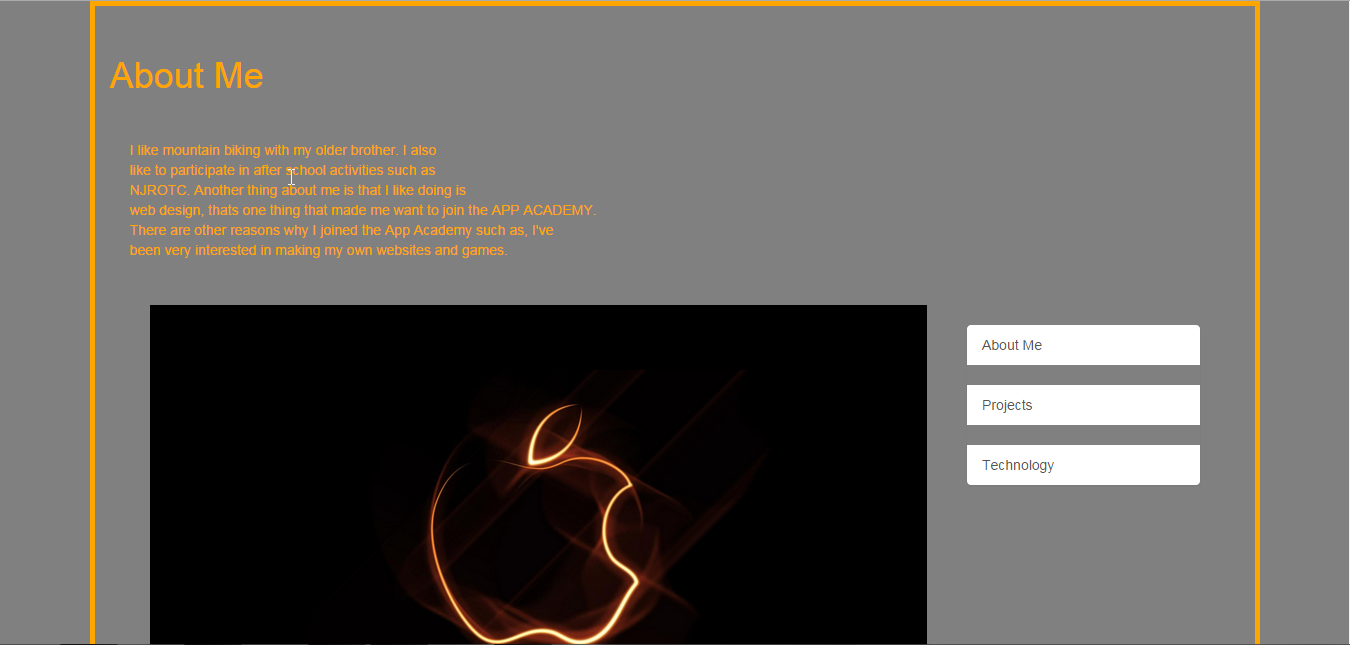 About Me
I like mountain biking with my older brother. I also
like to participate in after school activities such as
NJROTC. Another thing about me is that I like doing is
web design, thats one thing that made me want to join the APP ACADEMY.
There are other reasons why I joined the App Academy such as, I've
been very interested in making my own websites and games.
About Me
Projects
Technology